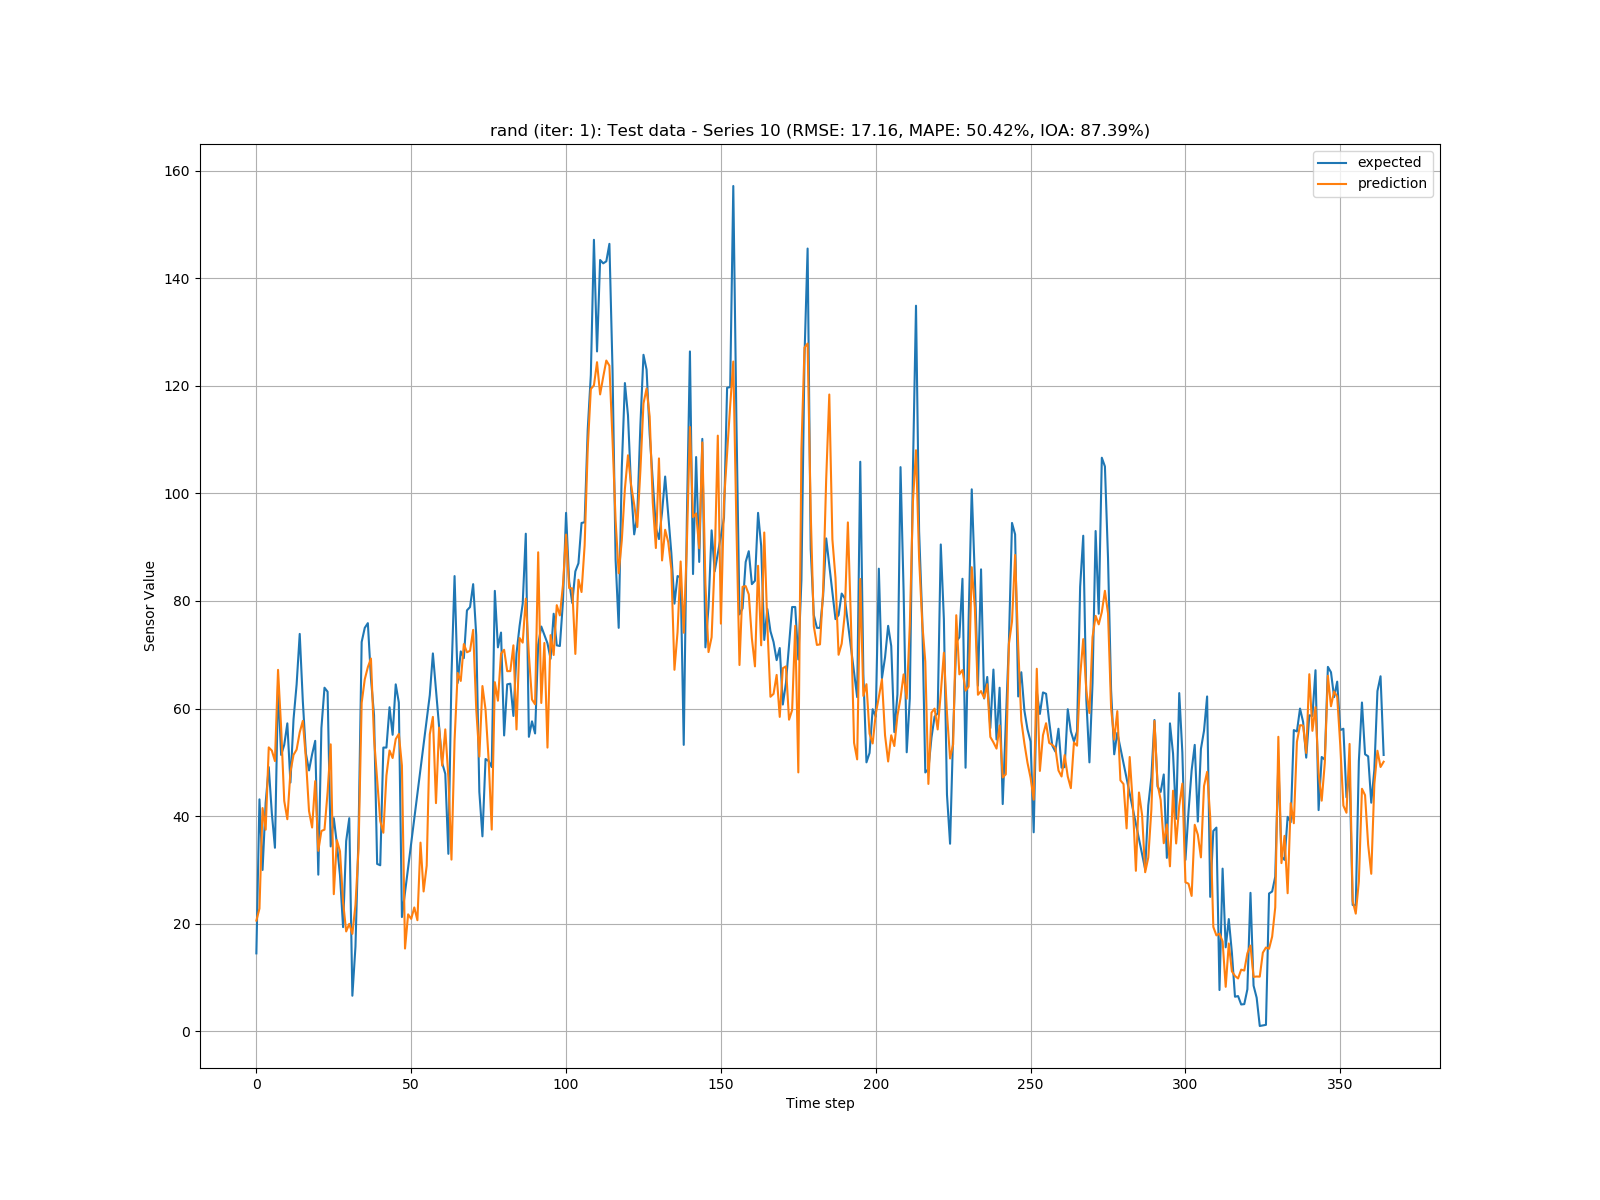 rand (iter: 1): Test data - Series 10 (RMSE: 17.16, MAPE: 50.42%, IOA: 87.39%)
expected
prediction
160
140
120
100
80
60
40
20
0
Sensor Value
0 50 100 150 200 250 300 350
Time step